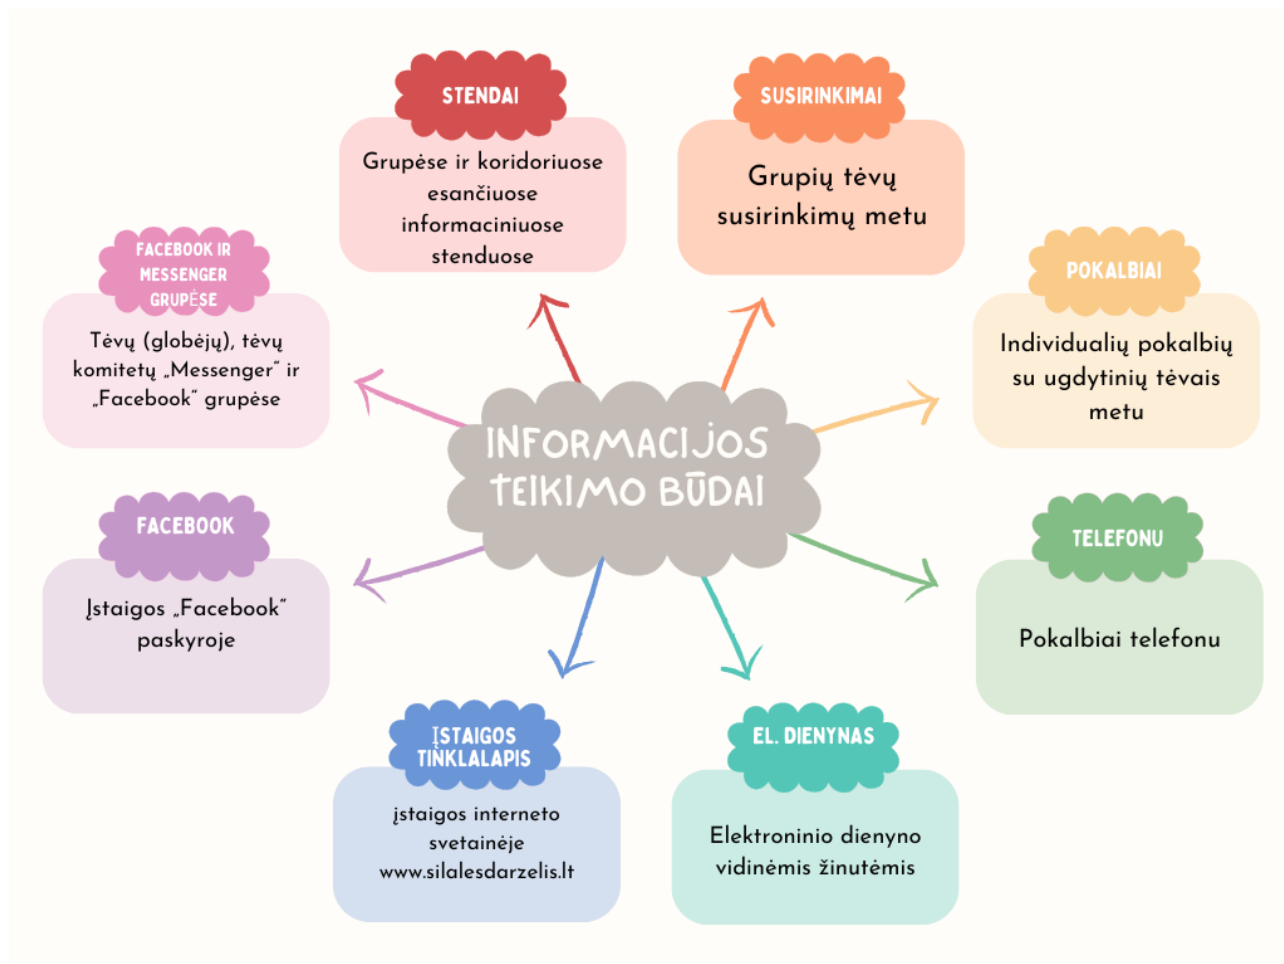 STENDAI
Grupėse ir koridoriuose
esančiuose
informaciniuose
stenduose
SUSIRINKIMAI
Grupių tėvų
susirinkimų metu
FACEBOOK IR
MESSENGER
GRUPĖSE
Tėvų (globėjų), tėvų
komitetų „Messenger“ ir
„Facebook“ grupėse
POKALBIAI
Individualių pokalbių
su ugdytinių tėvais
metu
INFORMACIJOS
TEIKIMO BŪDAI
FACEBOOK
Įstaigos „Facebook“
paskyroje
TELEFONU
Pokalbiai telefonu
ĮSTAIGOS
TINKLALAPIS
įstaigos interneto
svetainėje
www.silalesdarzelis.lt
EL. DIENYNAS
Elektroninio dienyno
vidinėmis žinutėmis